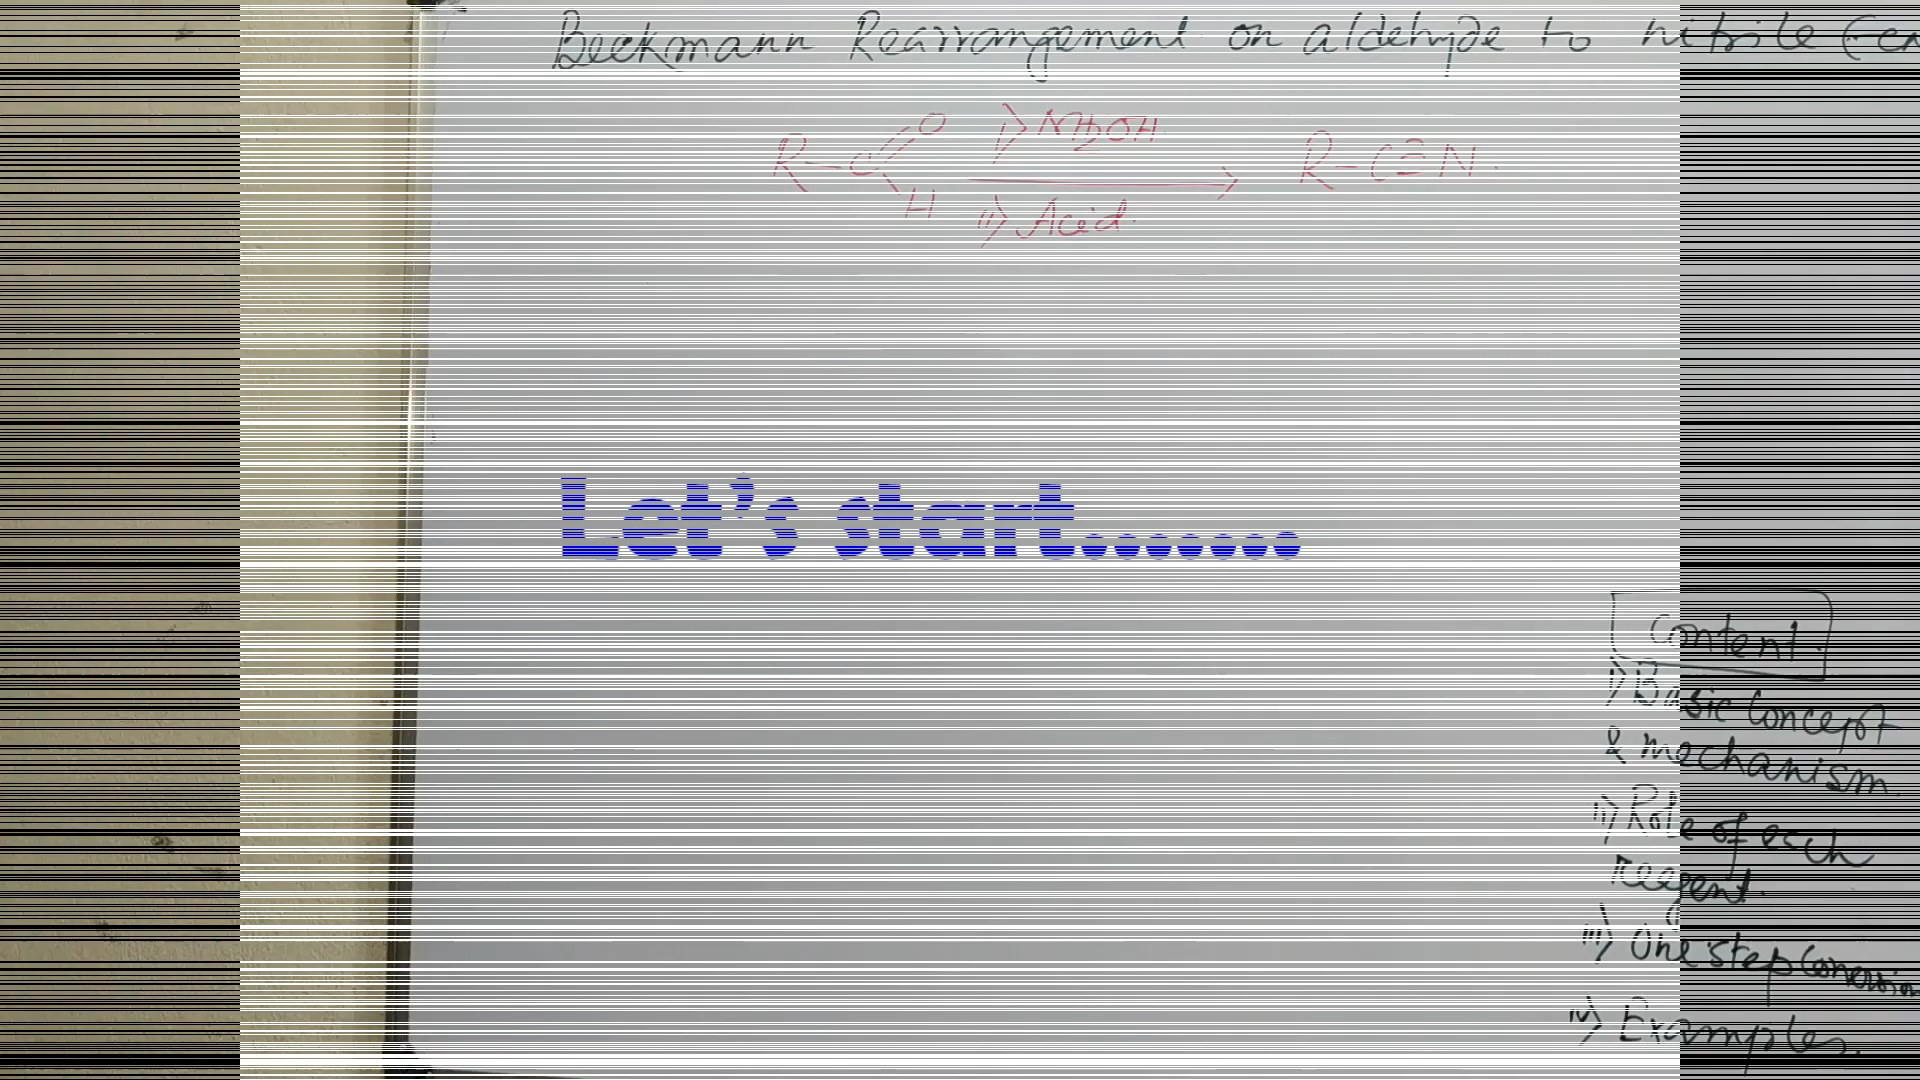 Beckmann Rearrangement on aldehyde to nitrile
R-C
O
H
i) NH2OH
ii) Acid.
R-C≡N.
Let's start.......
Content.
i) Basic Concept
& mechanism.
ii) Role of each
reagent.
iii) One step Conversion
iv) Examples.